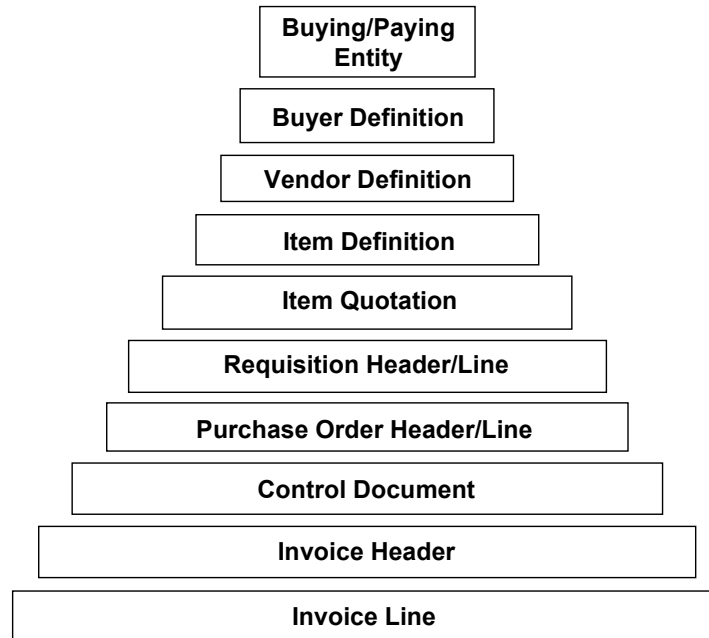 Buying/Paying
Entity
Buyer Definition
Vendor Definition
Item Definition
Item Quotation
Requisition Header/Line
Purchase Order Header/Line
Control Document
Invoice Header
Invoice Line